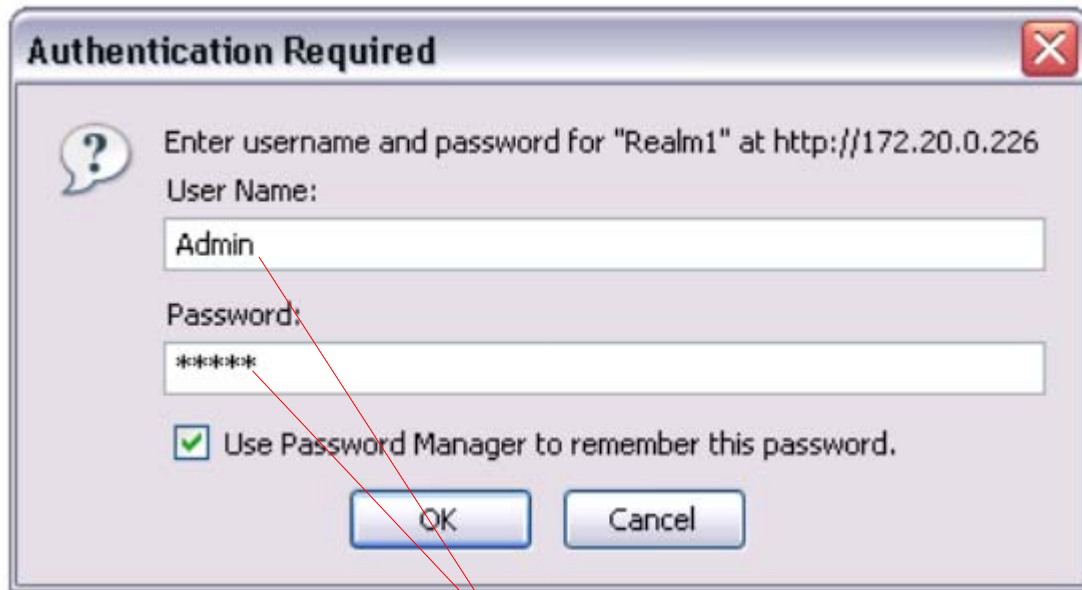 Authentication Required
Enter username and password for "Realm1" at http://172.20.0.226
User Name:
Admin
Password:
*****
Use Password Manager to remember this password.
OK Cancel